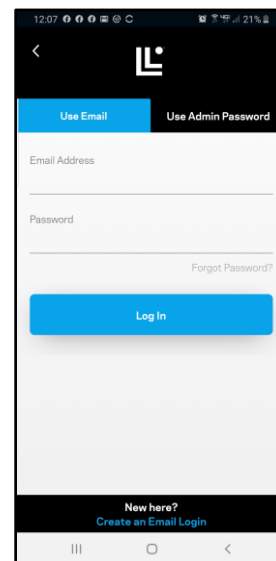 12:07 21%
Use Email Use Admin Password
Email Address
Password
Forgot Password?
Log In
New here?
Create an Email Login